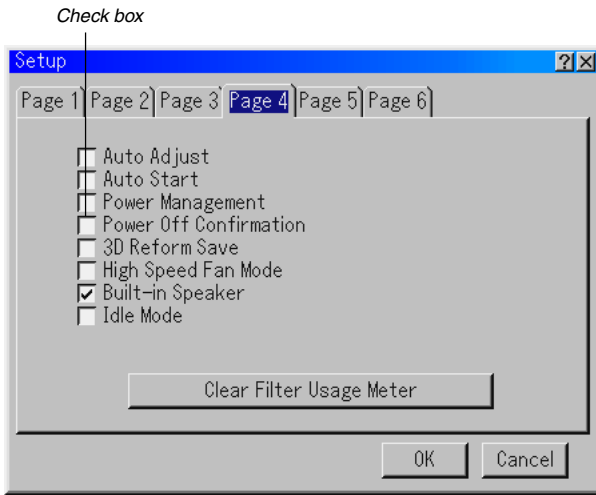 Check box
Setup
Page 1 Page 2 Page 3 Page 4 Page 5 Page 6
Auto Adjust
Auto Start
Power Management
Power Off Confirmation
3D Reform Save
High Speed Fan Mode
Built-in Speaker
Idle Mode
Clear Filter Usage Meter
OK Cancel